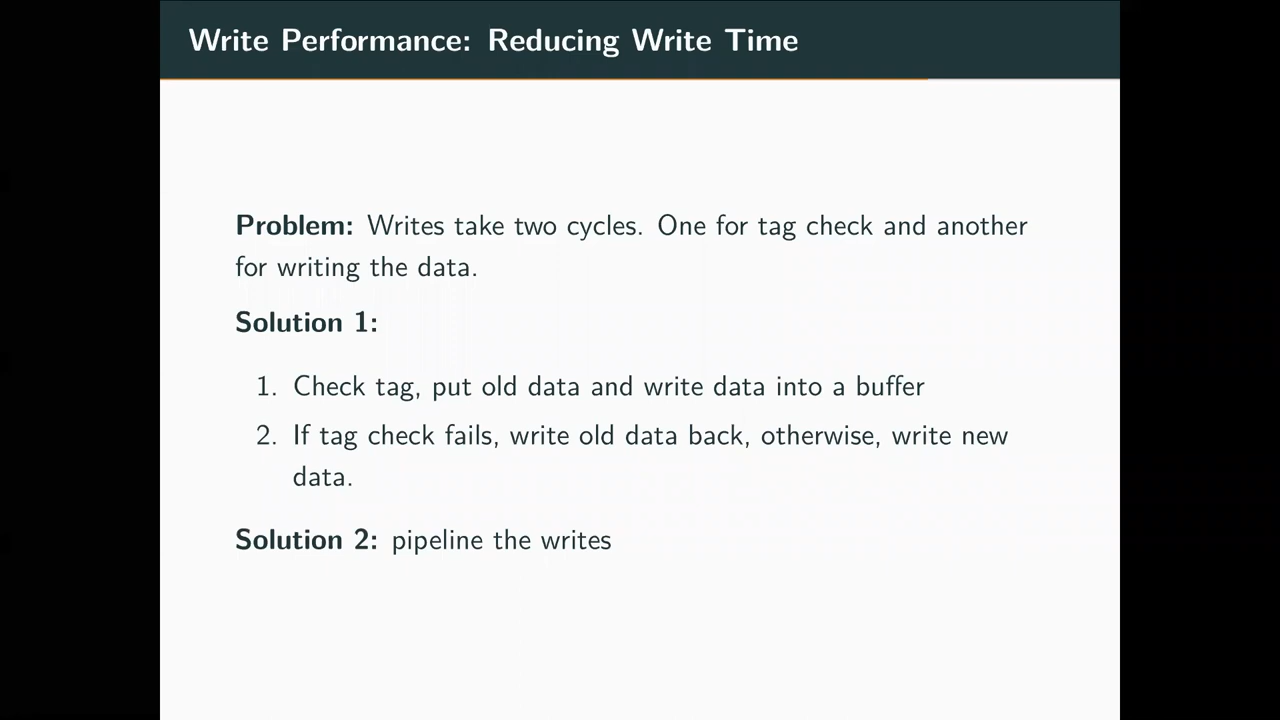 Write Performance: Reducing Write Time
Problem: Writes take two cycles. One for tag check and another
for writing the data.
Solution 1:
1. Check tag, put old data and write data into a buffer
2. If tag check fails, write old data back, otherwise, write new
data.
Solution 2: pipeline the writes